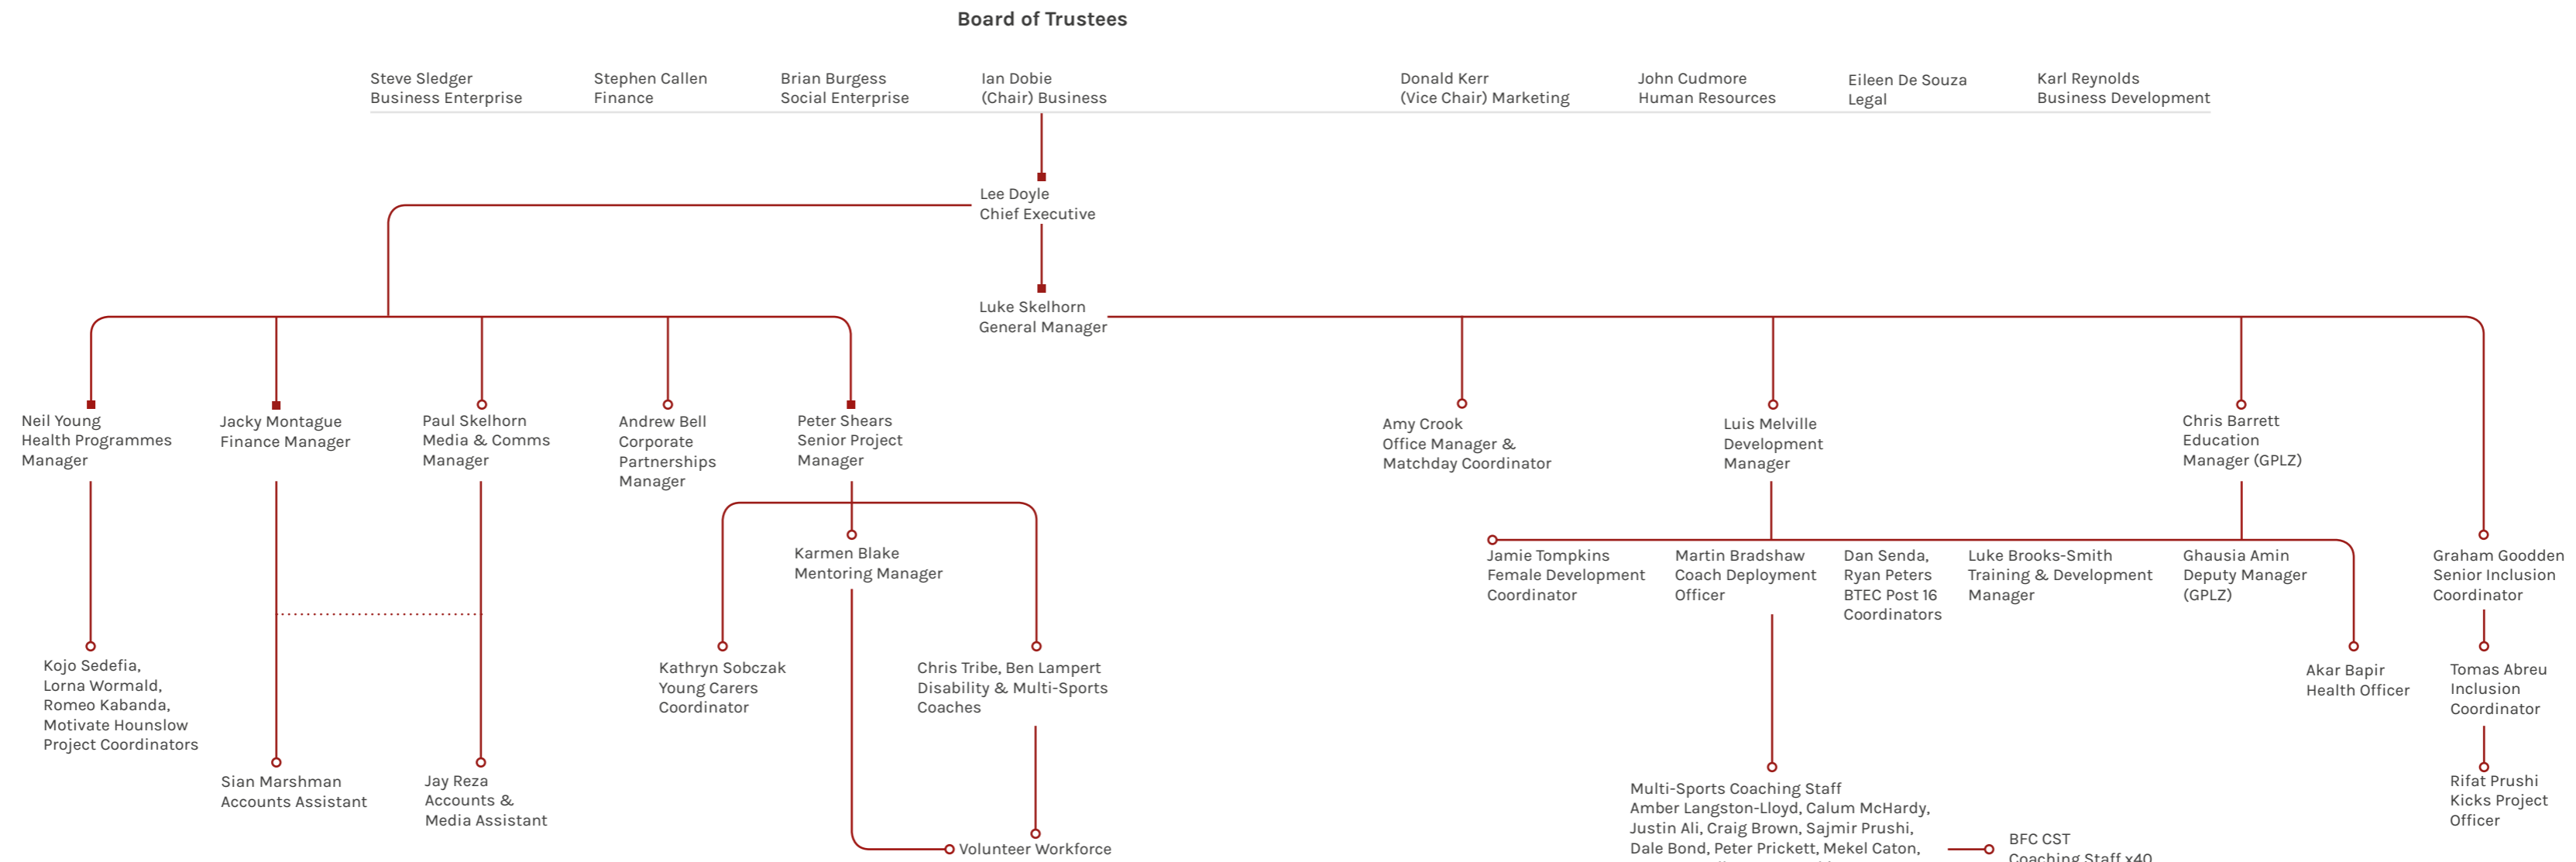 Board of Trustees
Steve Sledger
Business Enterprise
Stephen Callen
Finance
Brian Burgess
Social Enterprise
Ian Dobie
(Chair) Business
Donald Kerr
(Vice Chair) Marketing
John Cudmore
Human Resources
Eileen De Souza
Legal
Karl Reynolds
Business Development
Lee Doyle
Chief Executive
Luke Skelhorn
General Manager
Neil Young
Health Programmes
Manager
Jacky Montague
Finance Manager
Paul Skelhorn
Media & Comms
Manager
Andrew Bell
Corporate
Partnerships
Manager
Peter Shears
Senior Project
Manager
Amy Crook
Office Manager &
Matchday Coordinator
Luis Melville
Development
Manager
Chris Barrett
Education
Manager (GPLZ)
Karmen Blake
Mentoring Manager
Jamie Tompkins
Female Development
Coordinator
Martin Bradshaw
Coach Deployment
Officer
Dan Senda,
Ryan Peters
BTEC Post 16
Coordinators
Luke Brooks-Smith
Training & Development
Manager
Ghausia Amin
Deputy Manager
(GPLZ)
Graham Goodden
Senior Inclusion
Coordinator
Kojo Sedefia,
Lorna Wormald,
Romeo Kabanda,
Motivate Hounslow
Project Coordinators
Kathryn Sobczak
Young Carers
Coordinator
Chris Tribe, Ben Lampert
Disability & Multi-Sports
Coaches
Akar Bapir
Health Officer
Tomas Abreu
Inclusion
Coordinator
Sian Marshman
Accounts Assistant
Jay Reza
Accounts &
Media Assistant
Volunteer Workforce
Multi-Sports Coaching Staff
Amber Langston-Lloyd, Calum McHardy,
Justin Ali, Craig Brown, Sajmir Prushi,
Dale Bond, Peter Prickett, Mekel Caton,
BFC CST
Coaching Staff x40
Rifat Prushi
Kicks Project
Officer